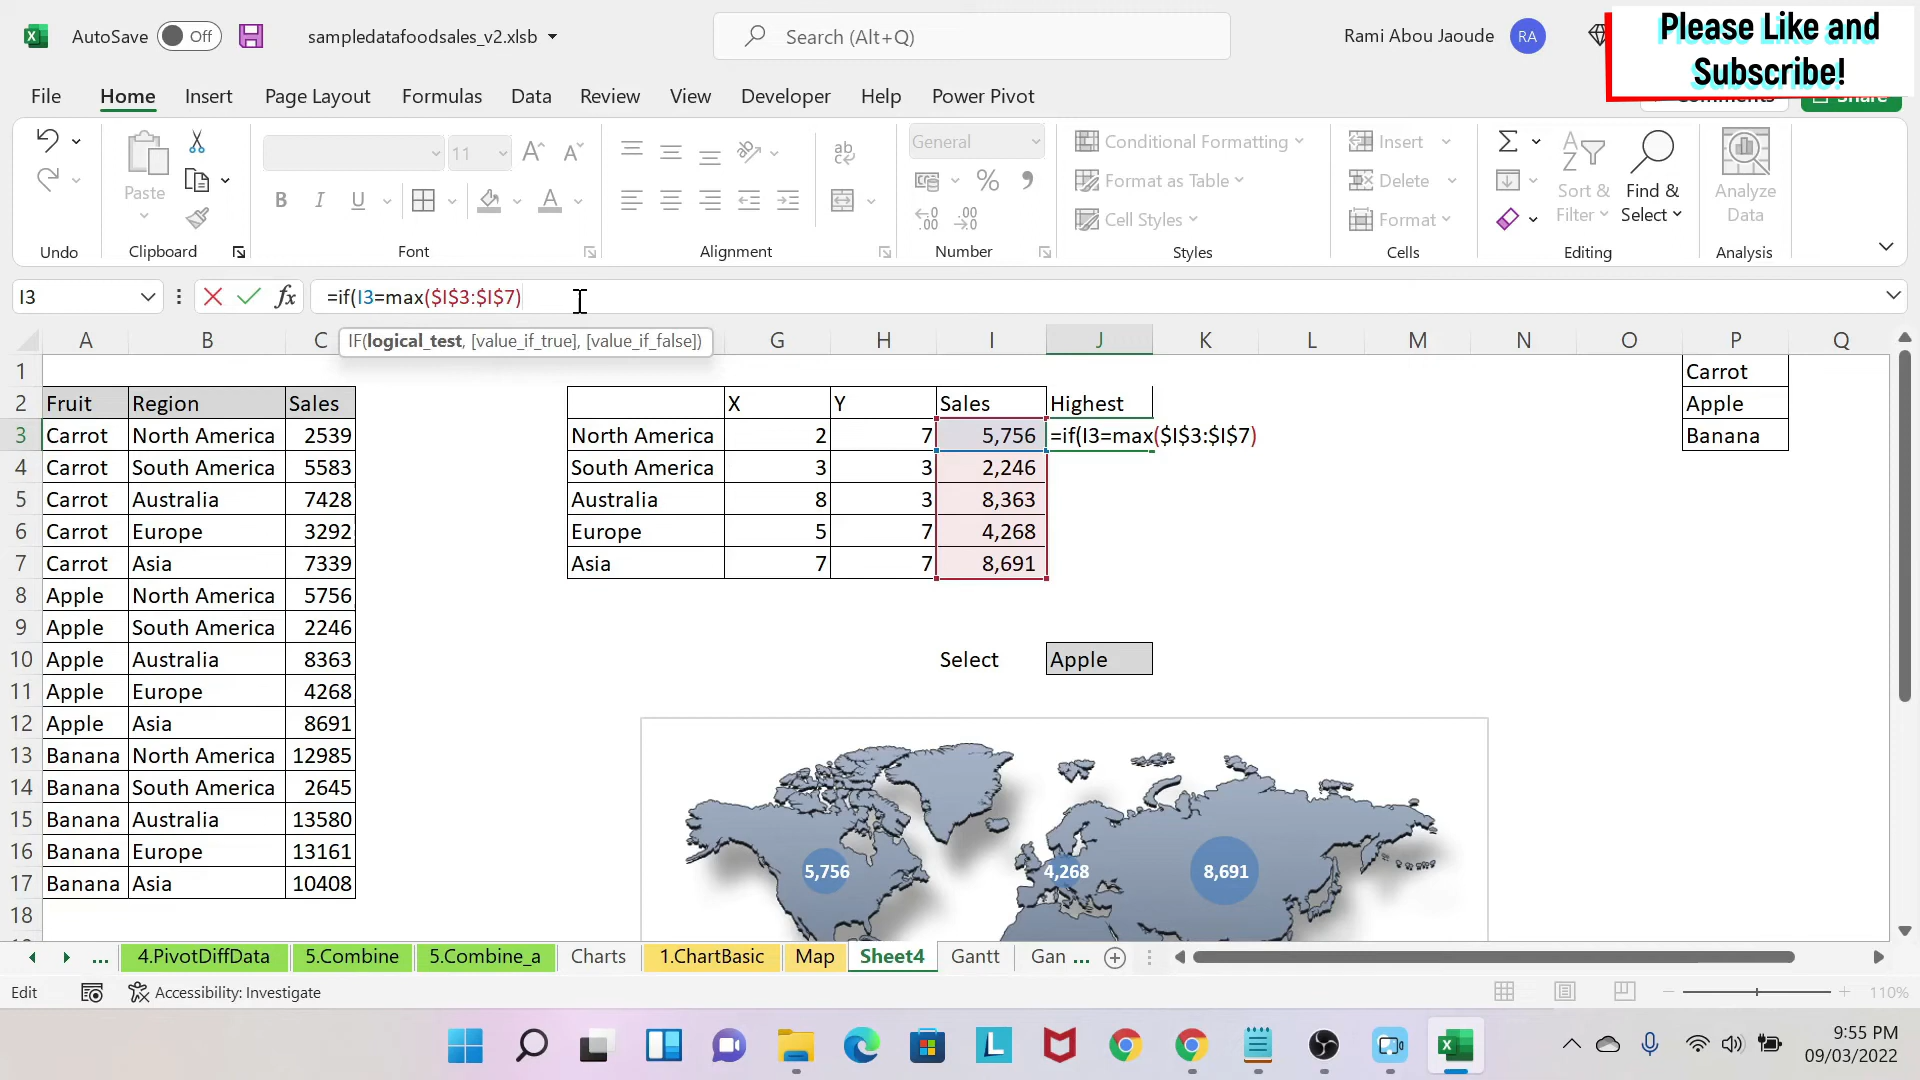 AutoSave Off sampledatafoodsales_v2.xlsb Search (Alt+Q) Rami Abou Jaoude RA
Please Like and
Subscribe!
File Home Insert Page Layout Formulas Data Review View Developer Help Power Pivot Comments Share
Paste 11 General Conditional Formatting Insert Sort & Find & Analyze
B I U Format as Table Delete Filter Select Data
Cell Styles Format
Undo Clipboard Font Alignment Number Styles Cells Editing Analysis
I3 fx =if(I3=max($I$3:$I$7)
IF(logical_test, [value_if_true], [value_if_false])
A B C G H I J K L M N O P Q
1 Carrot
2 Fruit Region Sales X Y Sales Highest Apple
3 Carrot North America 2539 North America 2 7 5,756 =if(I3=max($I$3:$I$7) Banana
4 Carrot South America 5583 South America 3 3 2,246
5 Carrot Australia 7428 Australia 8 3 8,363
6 Carrot Europe 3292 Europe 5 7 4,268
7 Carrot Asia 7339 Asia 7 7 8,691
8 Apple North America 5756
9 Apple South America 2246
10 Apple Australia 8363 Select Apple
11 Apple Europe 4268
12 Apple Asia 8691
13 Banana North America 12985
14 Banana South America 2645
15 Banana Australia 13580
16 Banana Europe 13161
17 Banana Asia 10408 5,756 4,268 8,691
18
... 4.PivotDiffData 5.Combine 5.Combine_a Charts 1.ChartBasic Map Sheet4 Gantt Gan ...
Edit Accessibility: Investigate 110%
9:55 PM
09/03/2022